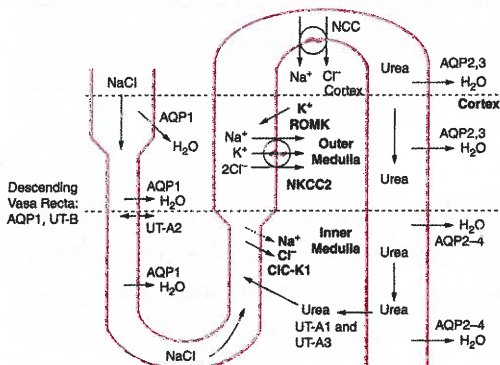 NCC
Na+
Cl–
Cortex
Urea
AQP2,3
H2O
Cortex
NaCl
AQP1
H2O
K+
ROMK
Na+
K+
2Cl–
NKCC2
Outer
Medulla
AQP2,3
H2O
Urea
Descending
Vasa Recta:
AQP1, UT-B
AQP1
H2O
UT-A2
Na+
Cl–
ClC-K1
Inner
Medulla
H2O
AQP2–4
Urea
AQP1
H2O
Urea
Urea
UT-A1 and
UT-A3
AQP2–4
H2O
NaCl